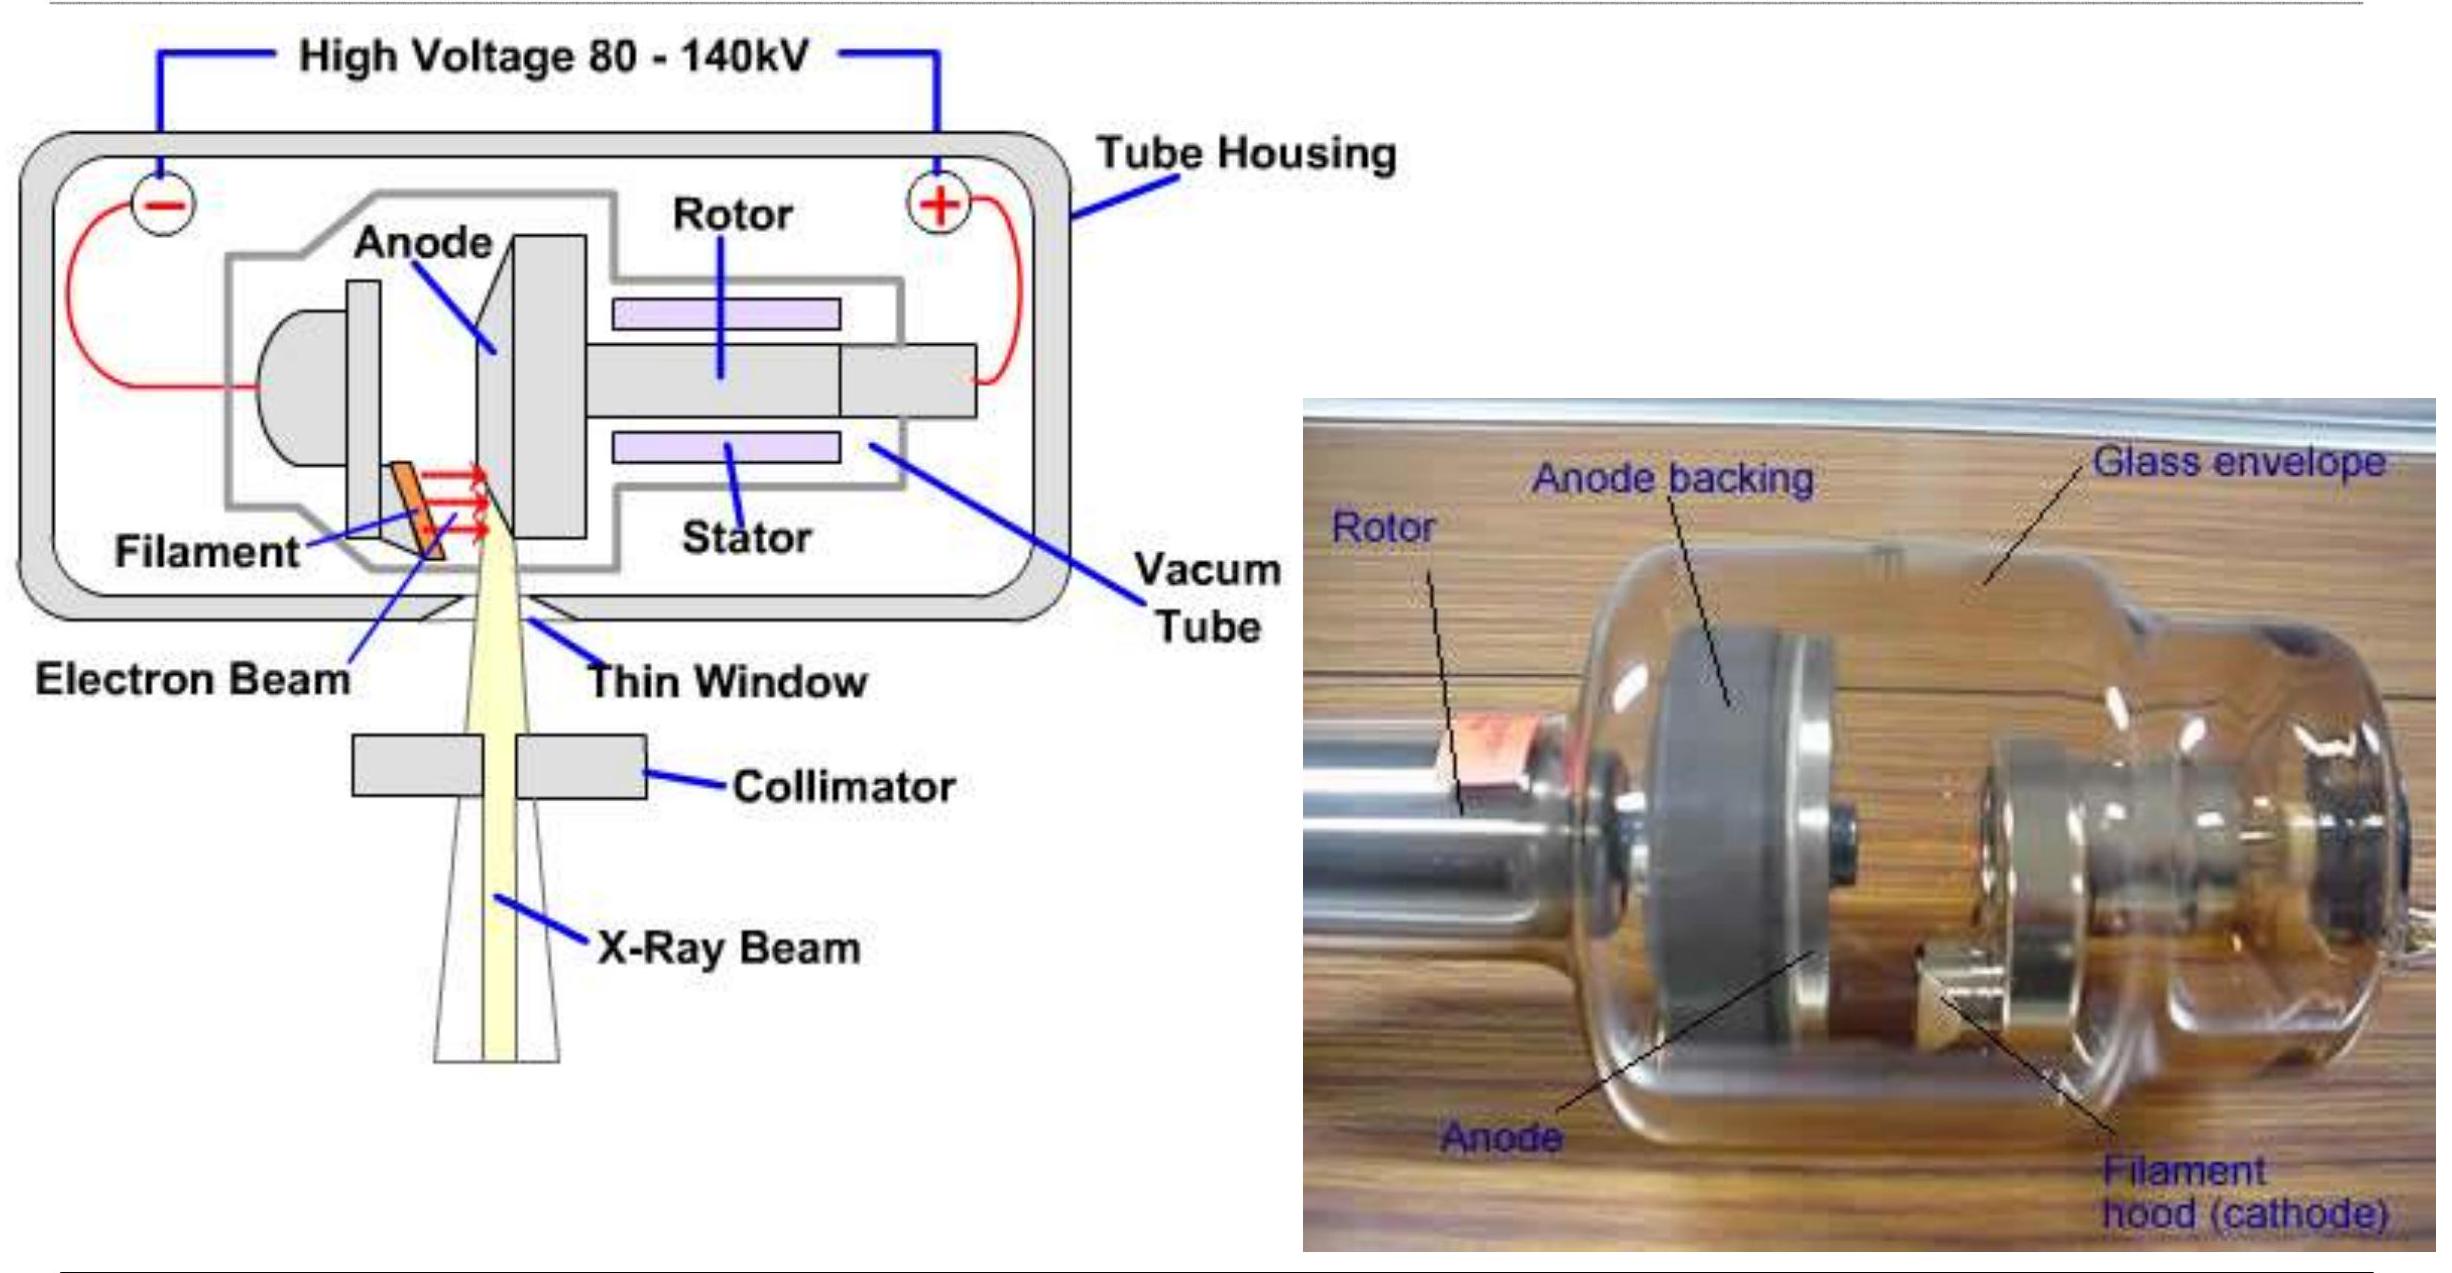 High Voltage 80 - 140kV
Tube Housing
Anode
Rotor
Filament
Stator
Vacum
Tube
Electron Beam
Thin Window
Collimator
X-Ray Beam
Anode backing
Glass envelope
Rotor
Anode
Filament
hood (cathode)